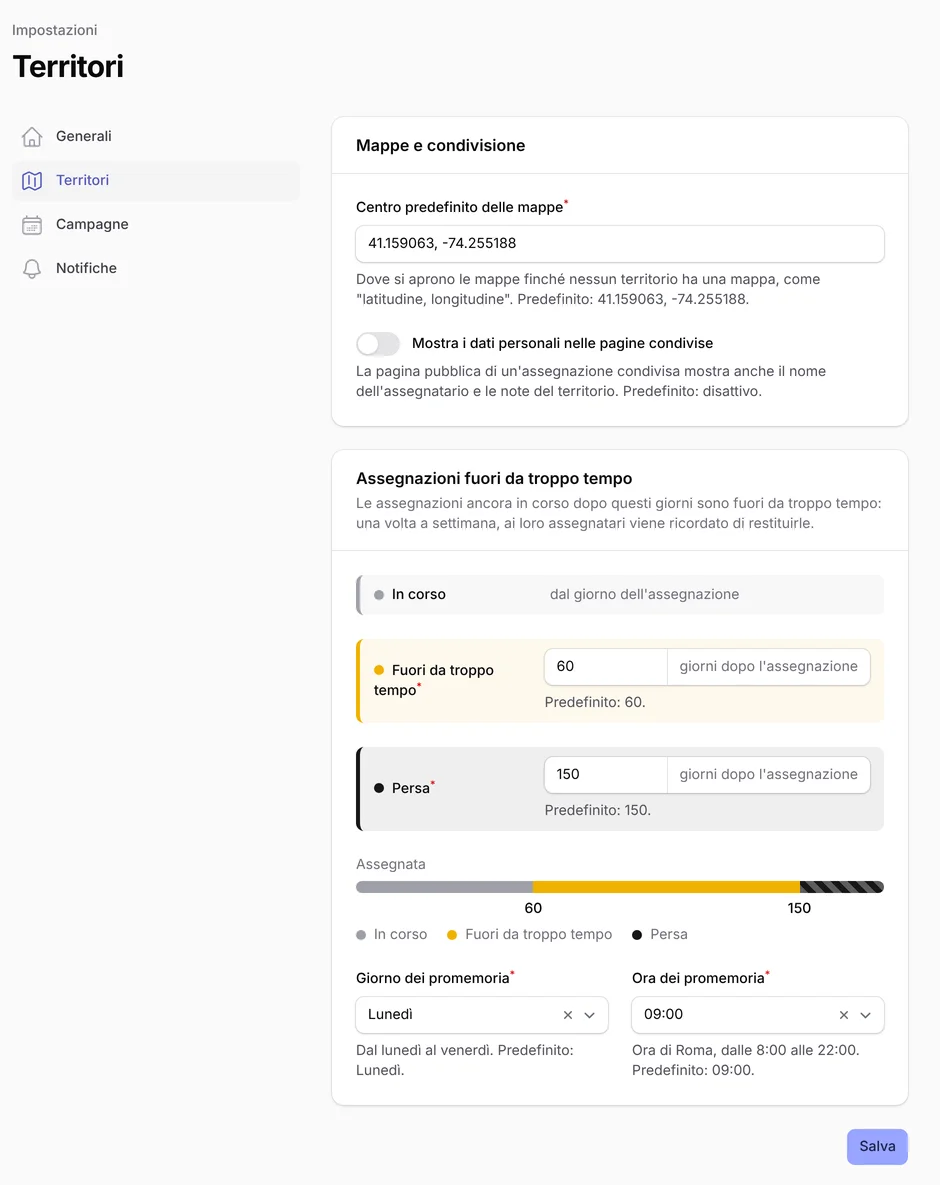 Impostazioni
Territori
Generali
Territori
Campagne
Notifiche
Mappe e condivisione
Centro predefinito delle mappe*
41.159063, -74.255188
Dove si aprono le mappe finché nessun territorio ha una mappa, come
"latitudine, longitudine". Predefinito: 41.159063, -74.255188.
Mostra i dati personali nelle pagine condivise
La pagina pubblica di un'assegnazione condivisa mostra anche il nome
dell'assegnatario e le note del territorio. Predefinito: disattivo.
Assegnazioni fuori da troppo tempo
Le assegnazioni ancora in corso dopo questi giorni sono fuori da troppo tempo:
una volta a settimana, ai loro assegnatari viene ricordato di restituirle.
In corso dal giorno dell'assegnazione
Fuori da troppo
tempo*
60 giorni dopo l'assegnazione
Predefinito: 60.
Persa*
150 giorni dopo l'assegnazione
Predefinito: 150.
Assegnata
60 150
In corso Fuori da troppo tempo Persa
Giorno dei promemoria*
Lunedì
Dal lunedì al venerdì. Predefinito:
Lunedì.
Ora dei promemoria*
09:00
Ora di Roma, dalle 8:00 alle 22:00.
Predefinito: 09:00.
Salva